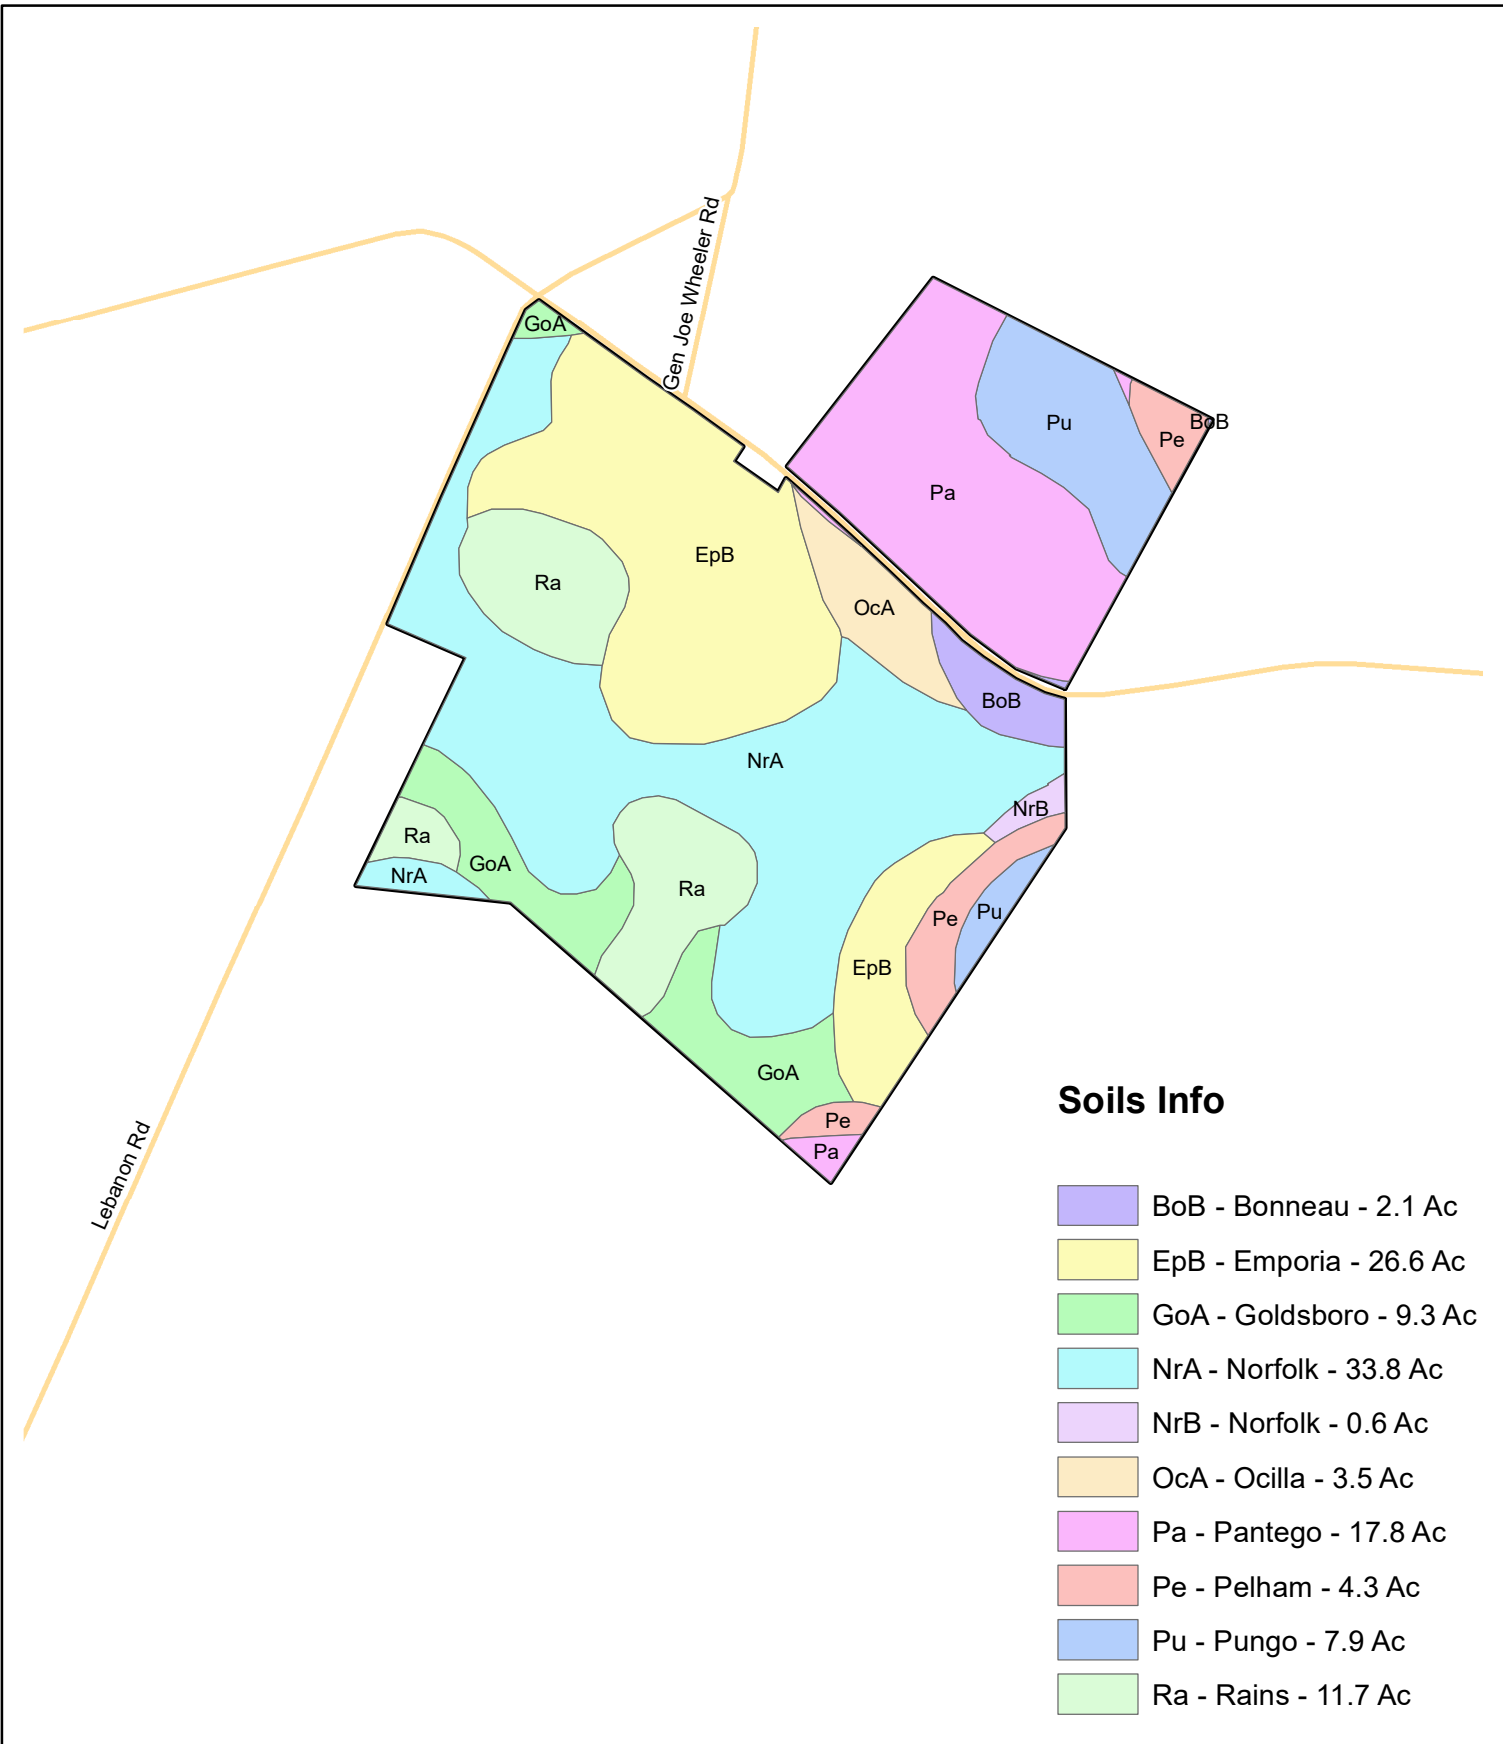 Gen Joe Wheeler Rd
GoA
BoB
Pu
Pe
Pa
EpB
Ra
OcA
BoB
NrA
NrB
Ra
GoA
NrA
Ra
Pe
Pu
EpB
GoA
Pe
Pa
Lebanon Rd
Soils Info
BoB - Bonneau - 2.1 Ac
EpB - Emporia - 26.6 Ac
GoA - Goldsboro - 9.3 Ac
NrA - Norfolk - 33.8 Ac
NrB - Norfolk - 0.6 Ac
OcA - Ocilla - 3.5 Ac
Pa - Pantego - 17.8 Ac
Pe - Pelham - 4.3 Ac
Pu - Pungo - 7.9 Ac
Ra - Rains - 11.7 Ac